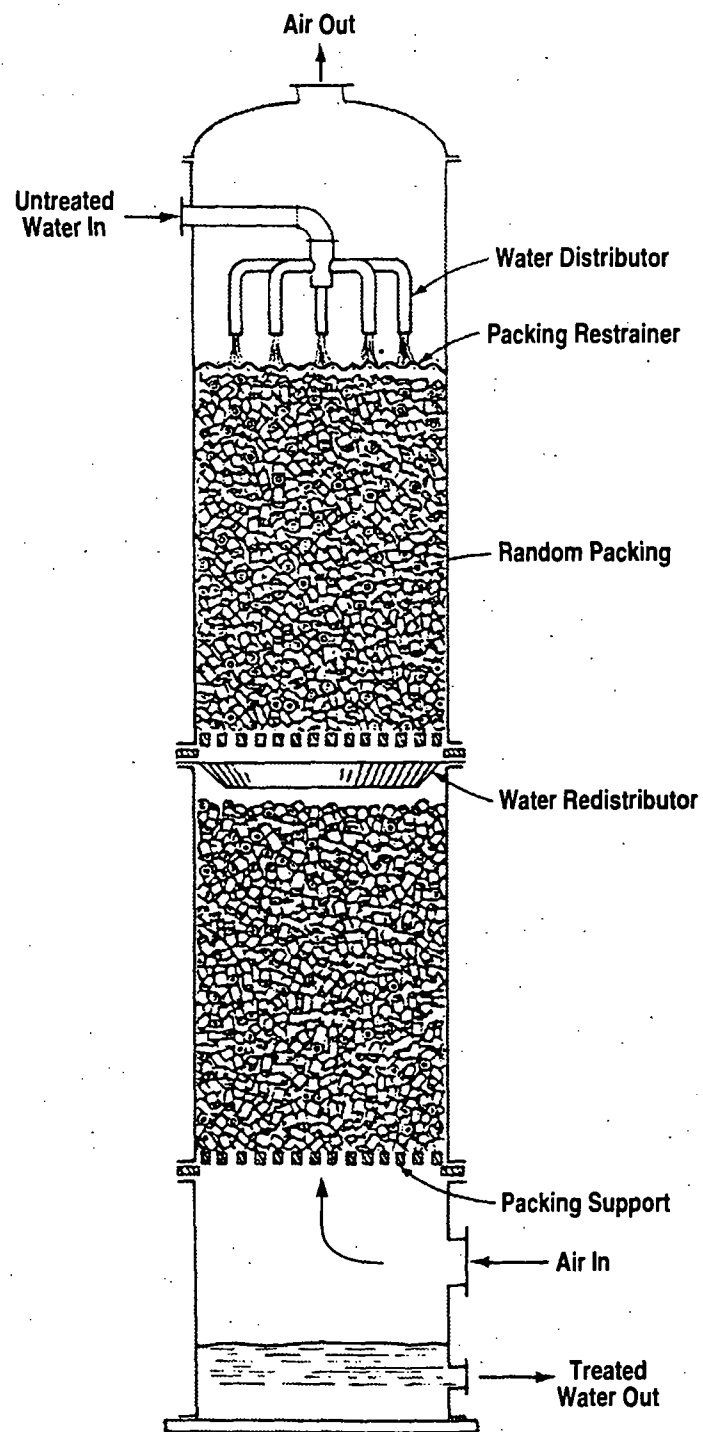 Air Out
Untreated
Water In
Water Distributor
Packing Restrainer
Random Packing
Water Redistributor
Packing Support
Air In
Treated
Water Out